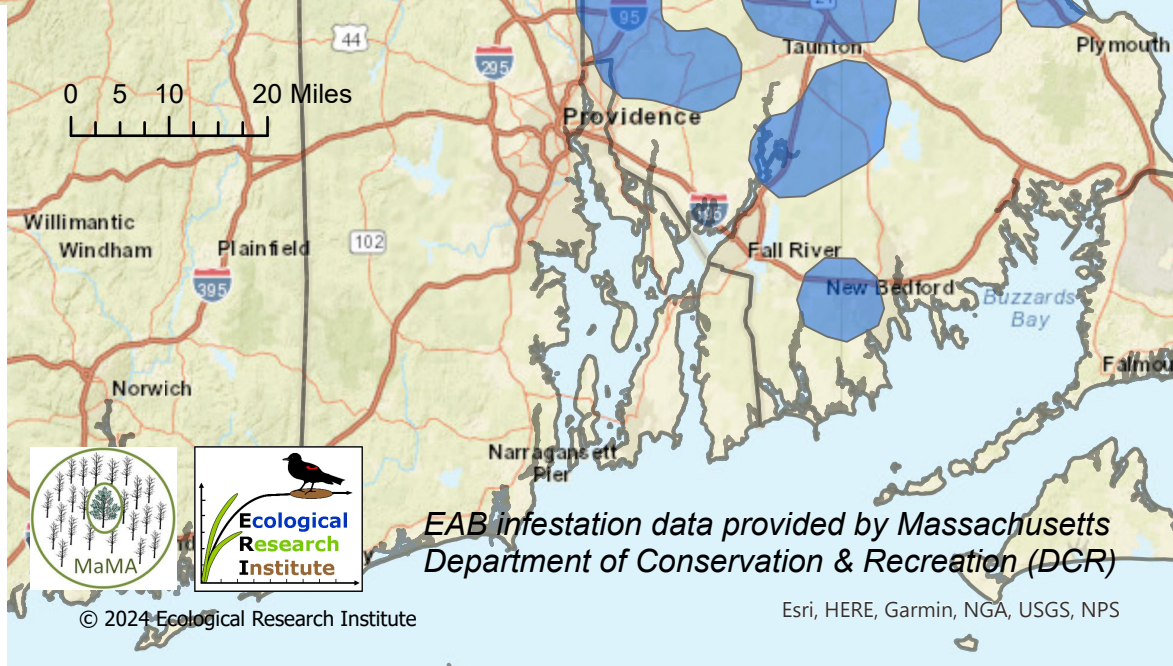 95
21
44
Taunton
Plymouth
295
0 5 10 20 Miles
Providence
Willimantic
Windham
Plainfield
102
195
Fall River
395
New Bedford
Buzzards
Bay
Norwich
Narragansett
Pier
MaMA
Ecological
Research
Institute
EAB infestation data provided by Massachusetts
Department of Conservation & Recreation (DCR)
© 2024 Ecological Research Institute
Esri, HERE, Garmin, NGA, USGS, NPS